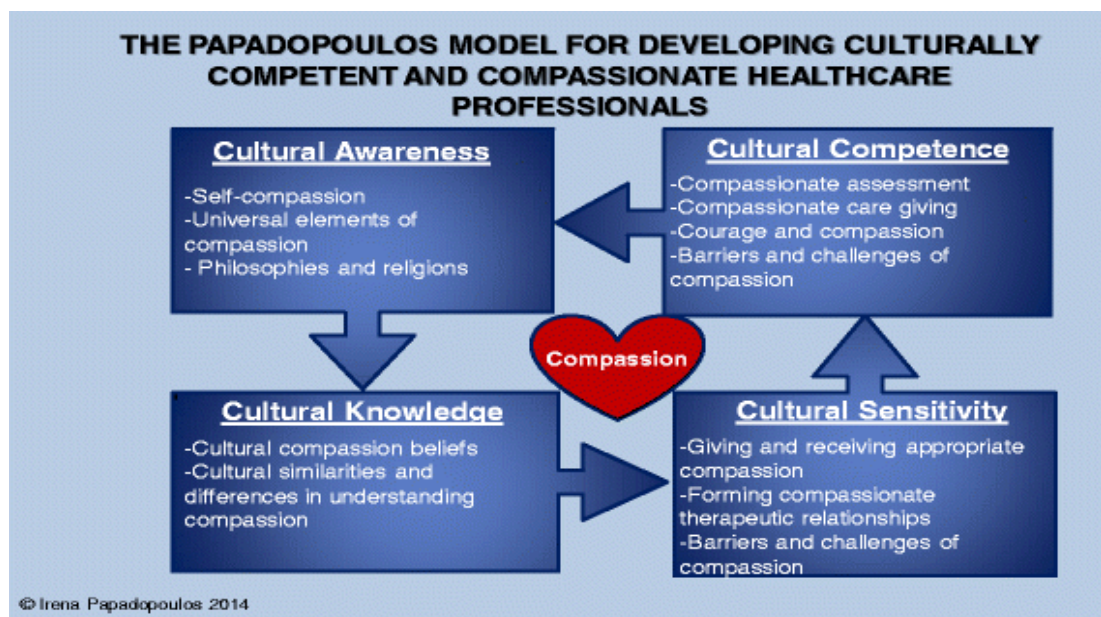 THE PAPADOPOULOS MODEL FOR DEVELOPING CULTURALLY
COMPETENT AND COMPASSIONATE HEALTHCARE
PROFESSIONALS
Cultural Awareness
-Self-compassion
-Universal elements of
compassion
- Philosophies and religions
Cultural Competence
-Compassionate assessment
-Compassionate care giving
-Courage and compassion
-Barriers and challenges of
compassion
Compassion
Cultural Knowledge
-Cultural compassion beliefs
-Cultural similarities and
differences in understanding
compassion
Cultural Sensitivity
-Giving and receiving appropriate
compassion
-Forming compassionate
therapeutic relationships
-Barriers and challenges of
compassion
© Irena Papadopoulos 2014